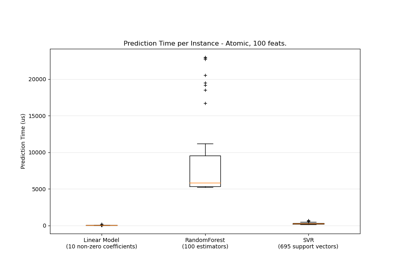 Prediction Time per Instance - Atomic, 100 feats.
Prediction Time (us)
20000
15000
10000
5000
0
Linear Model
(10 non-zero coefficients)
RandomForest
(100 estimators)
SVR
(695 support vectors)